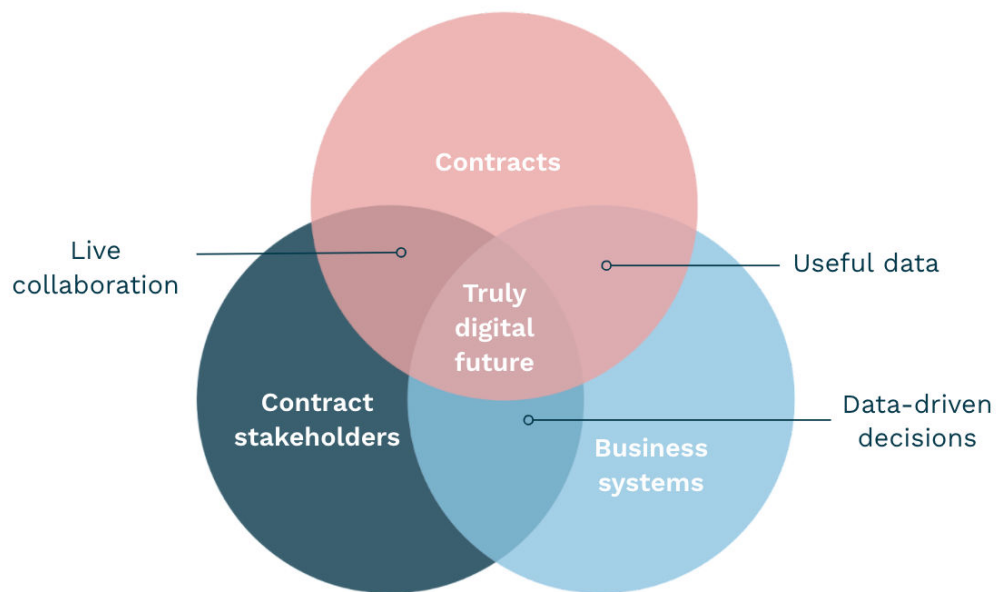 Contracts
Live
collaboration
Useful data
Truly
digital
future
Contract
stakeholders
Data-driven
decisions
Business
systems